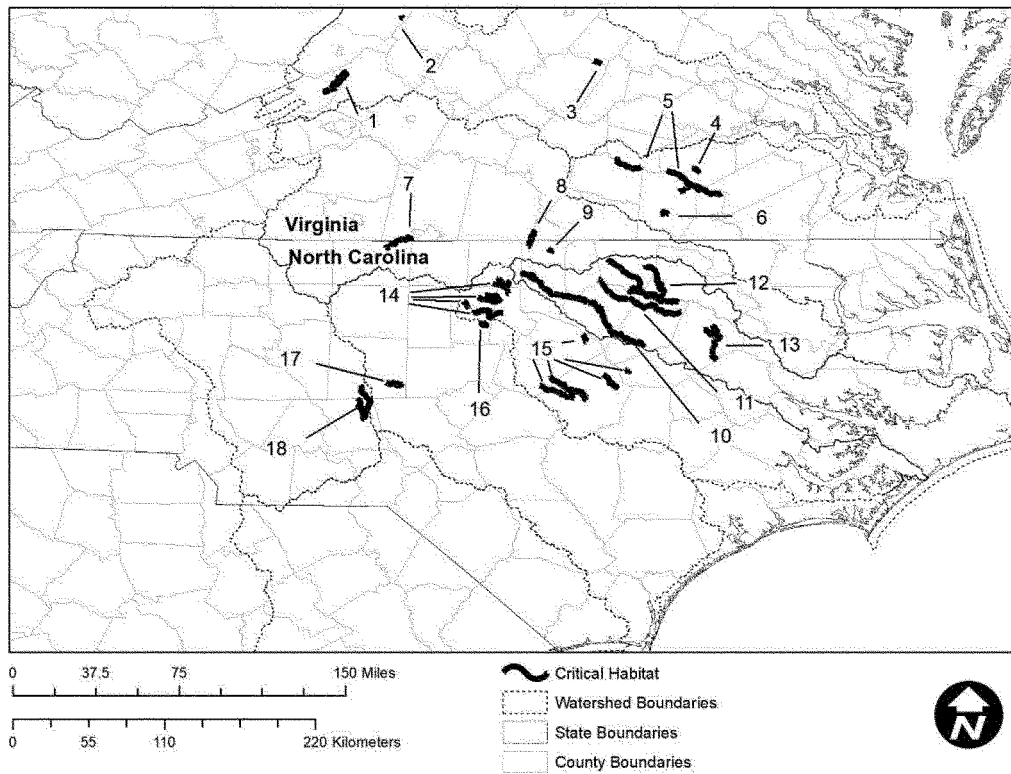 2
3
1
5
4
7
8
9
6
Virginia
North Carolina
14
12
13
15
17
16
11
10
18
0 37.5 75 150 Miles
0 55 110 220 Kilometers
Critical Habitat
Watershed Boundaries
State Boundaries
County Boundaries
N